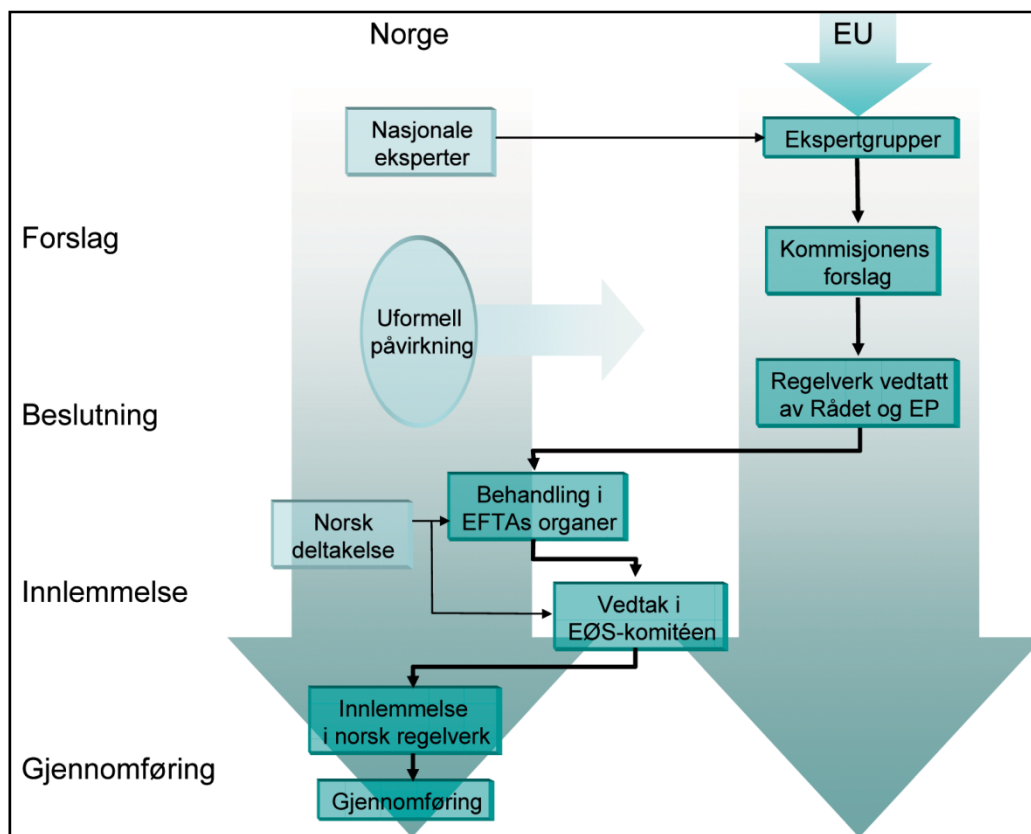 Norge
EU
Nasjonale
eksperter
Ekspertgrupper
Forslag
Kommisjonens
forslag
Uformell
påvirkning
Regelverk vedtatt
av Rådet og EP
Beslutning
Behandling i
EFTAs organer
Norsk
deltakelse
Innlemmelse
Vedtak i
EØS-komitéen
Innlemmelse
i norsk regelverk
Gjennomføring
Gjennomføring